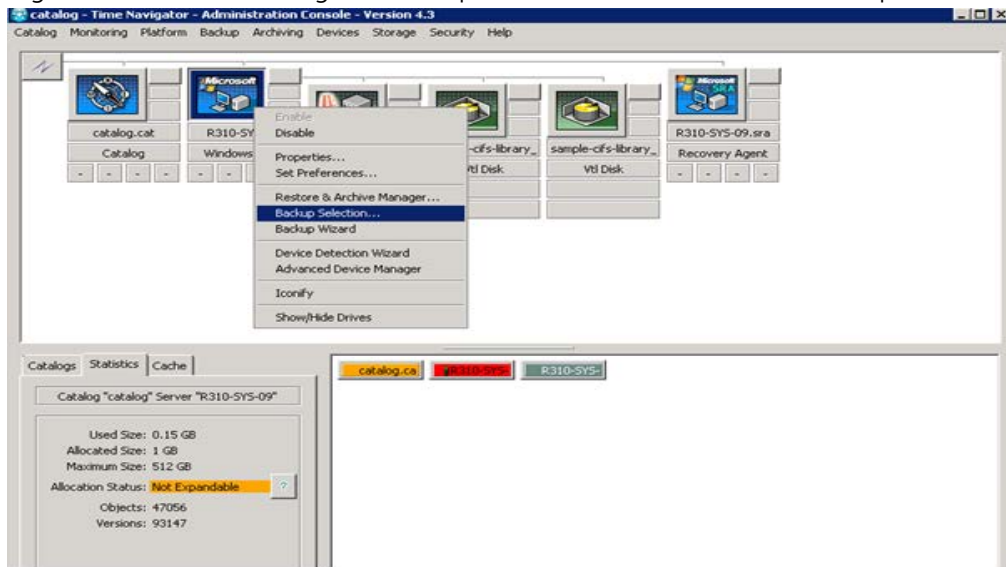 catalog - Time Navigator - Administration Console - Version 4.3
Catalog Monitoring Platform Backup Archiving Devices Storage Security Help
Microsoft
Microsoft
SRA
catalog.cat
R310-SY
-cifs-library_
sample-cifs-library_
R310-SYS-09.sra
Catalog
Windows
Vtl Disk
Vtl Disk
Recovery Agent
Enable
Disable
Properties...
Set Preferences...
Restore & Archive Manager...
Backup Selection...
Backup Wizard
Device Detection Wizard
Advanced Device Manager
Iconify
Show/Hide Drives
Catalogs Statistics Cache
Catalog "catalog" Server "R310-SYS-09"
Used Size: 0.15 GB
Allocated Size: 1 GB
Maximum Size: 512 GB
Allocation Status: Not Expandable ?
Objects: 47056
Versions: 93147
catalog.ca
R310-SYS-
R310-SYS-